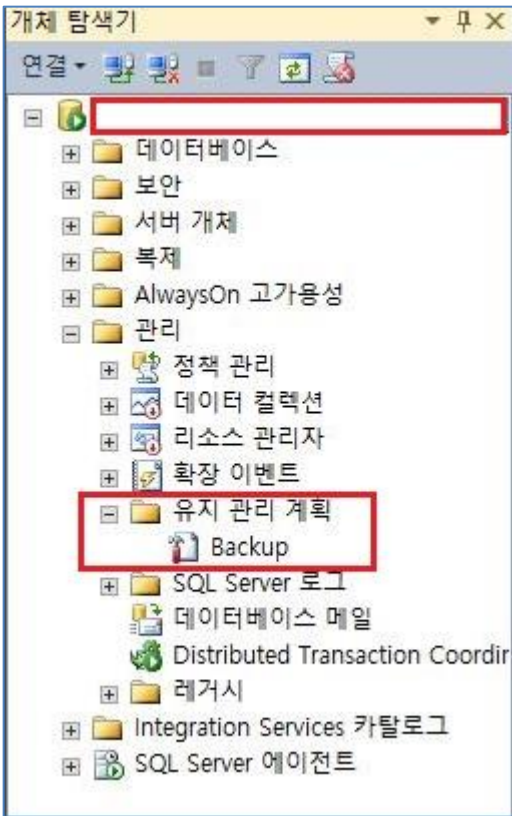 개체 탐색기
연결
데이터베이스
보안
서버 개체
복제
AlwaysOn 고가용성
관리
정책 관리
데이터 컬렉션
리소스 관리자
확장 이벤트
유지 관리 계획
Backup
SQL Server 로그
데이터베이스 메일
Distributed Transaction Coordir
레거시
Integration Services 카탈로그
SQL Server 에이전트